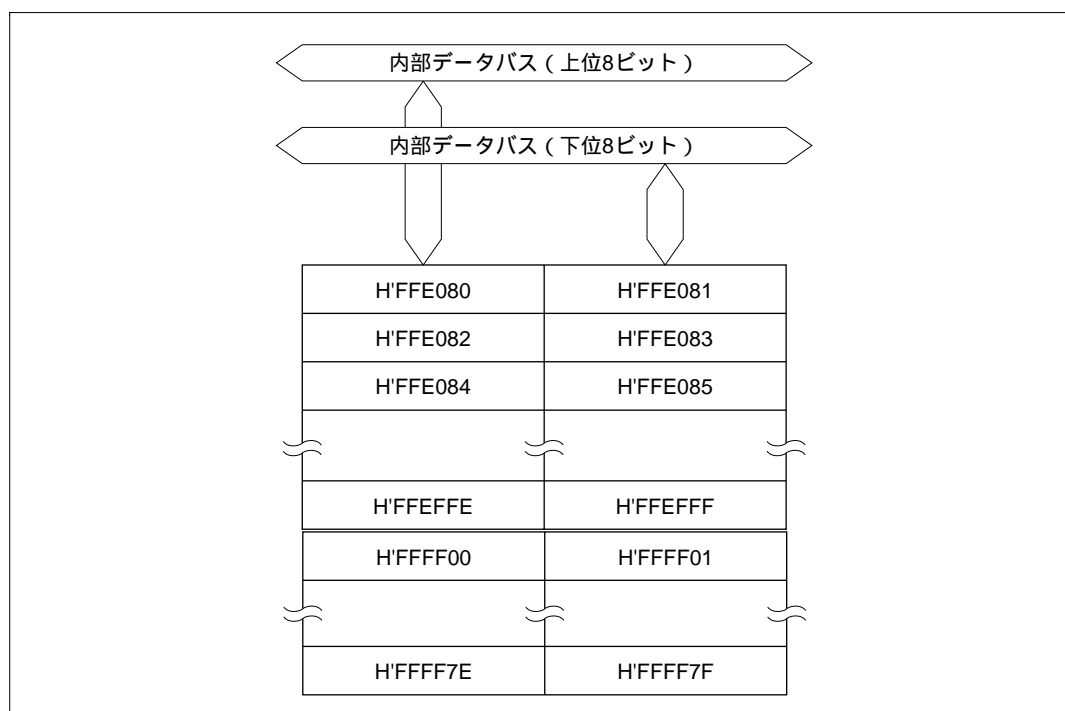 内部データバス（上位8ビット）
内部データバス（下位8ビット）
H'FFE080 H'FFE081
H'FFE082 H'FFE083
H'FFE084 H'FFE085
H'FFEFFE H'FFEFFF
H'FFFF00 H'FFFF01
H'FFFF7E H'FFFF7F